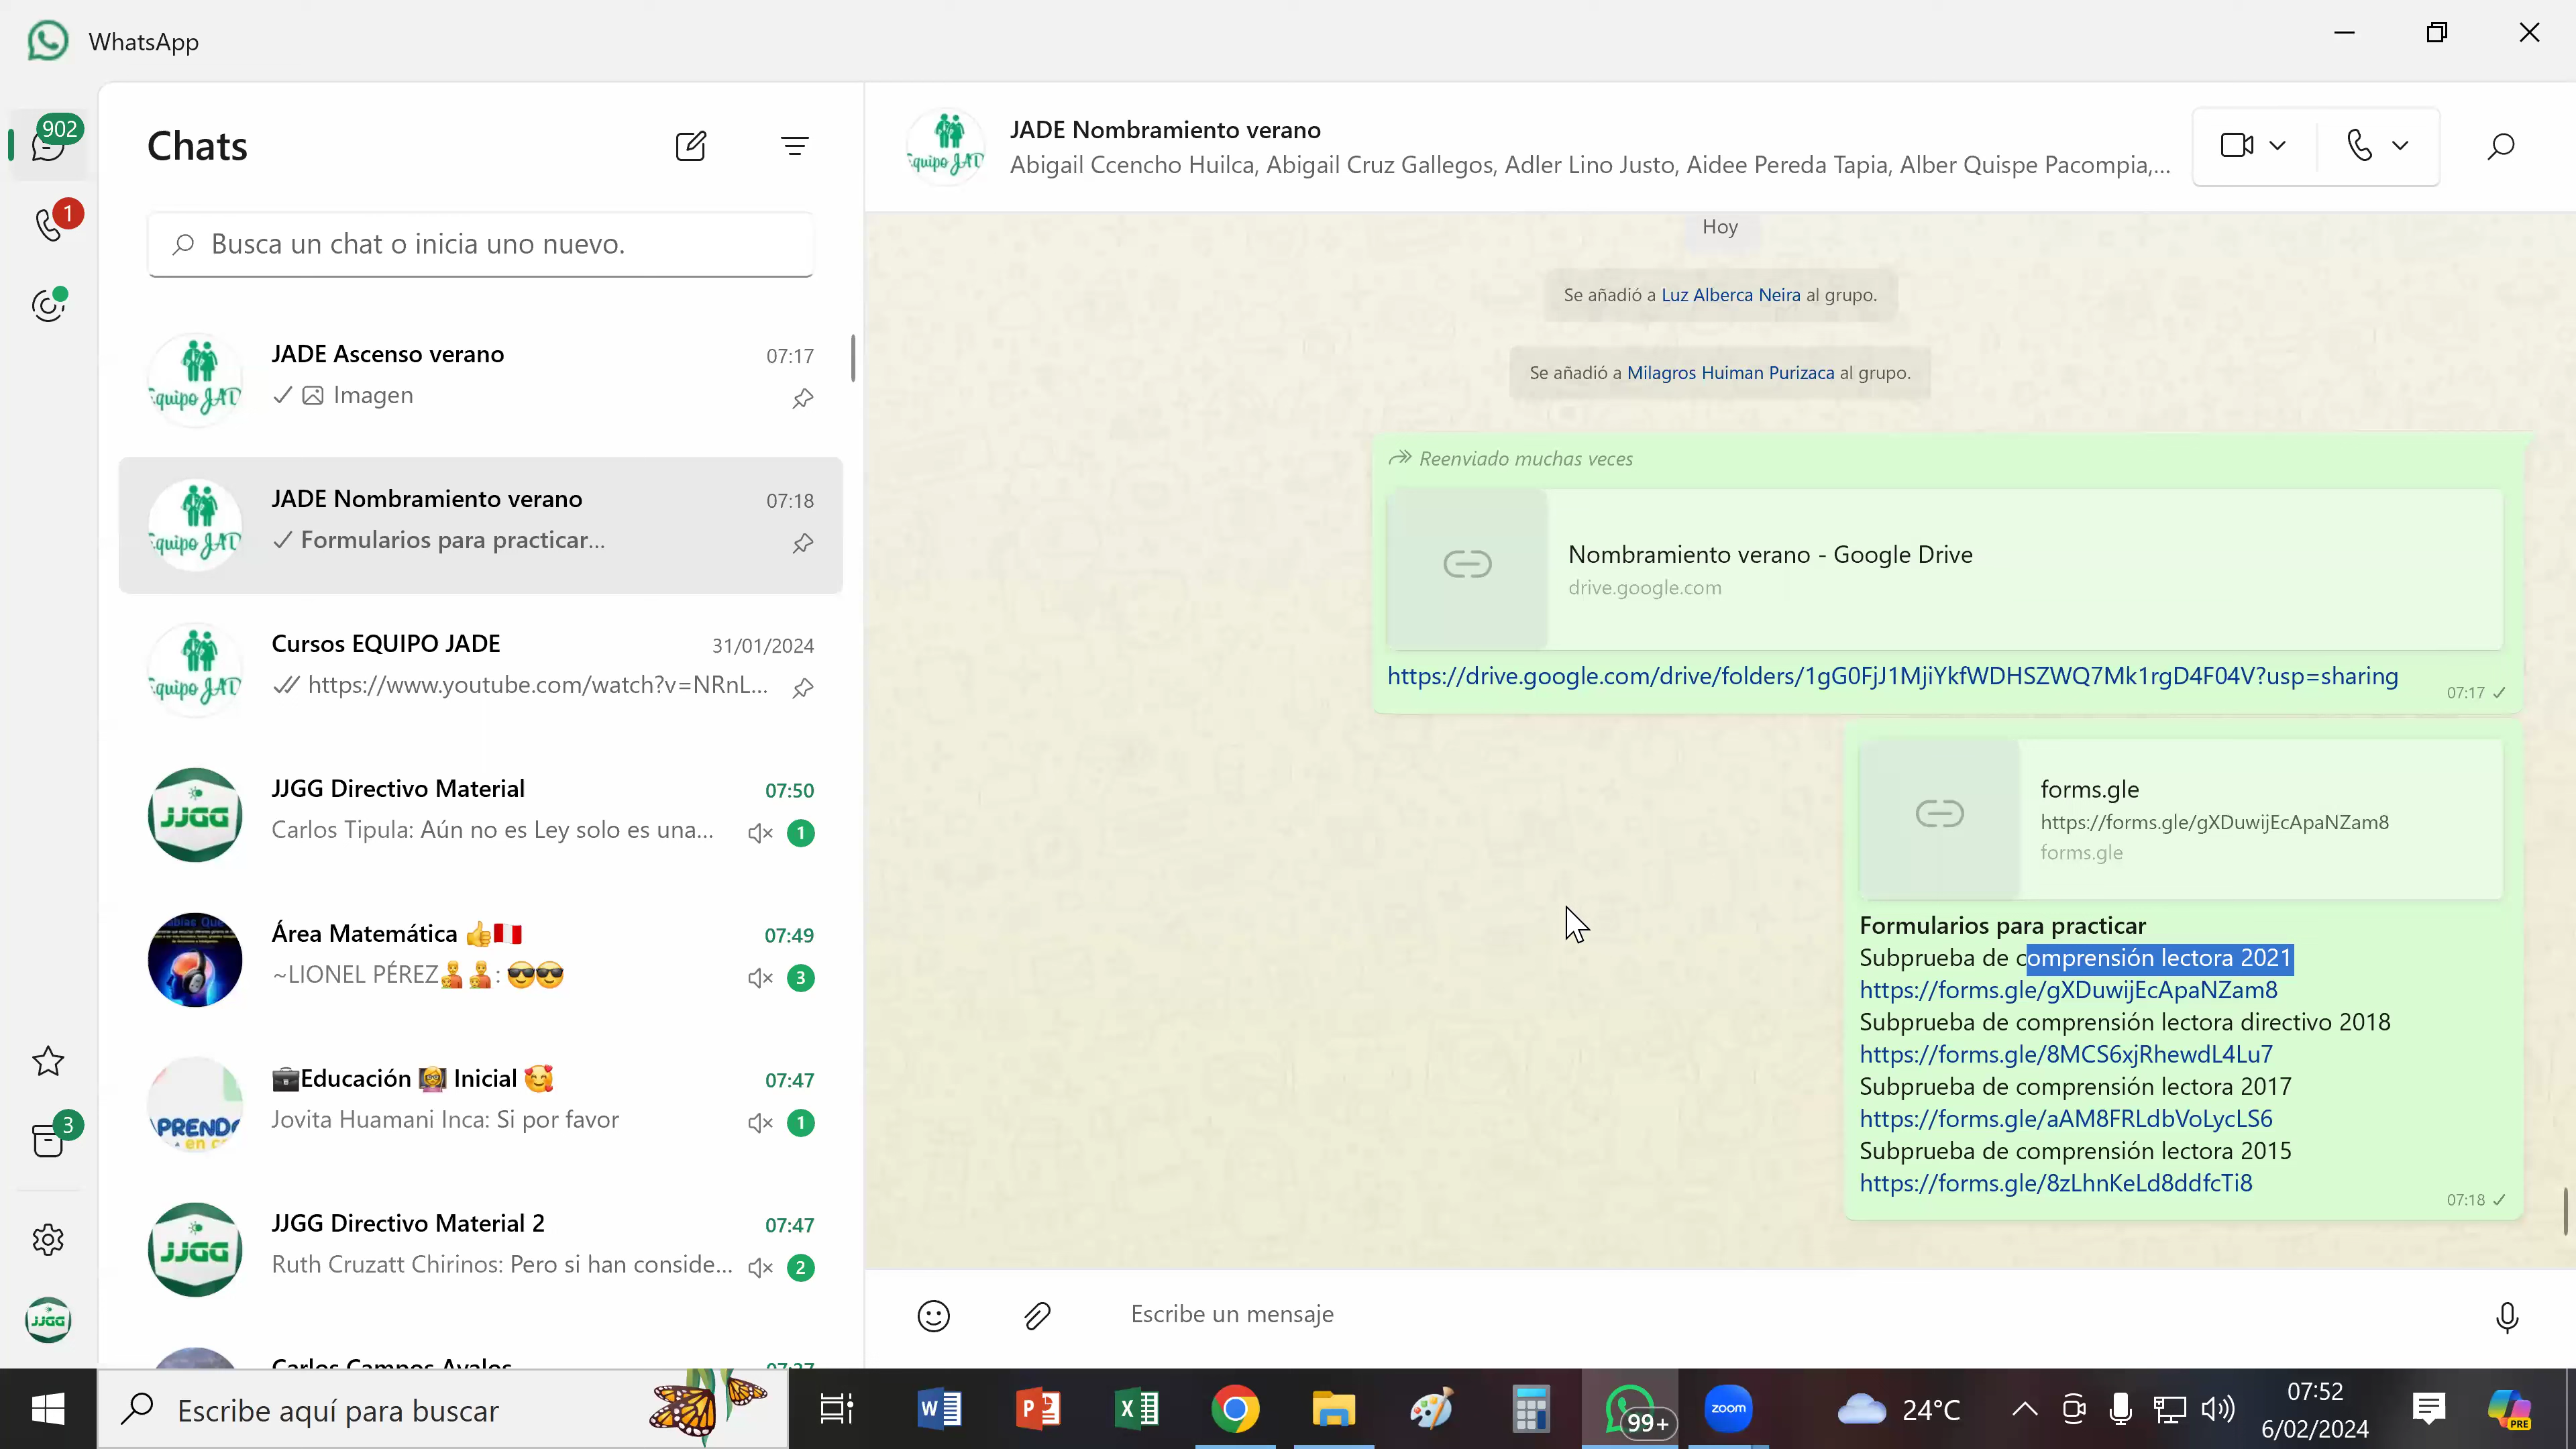 WhatsApp
902
1
3
Chats
Busca un chat o inicia uno nuevo.
JADE Ascenso verano
07:17
Imagen
JADE Nombramiento verano
07:18
Formularios para practicar...
Cursos EQUIPO JADE
31/01/2024
https://www.youtube.com/watch?v=NRnL...
JJGG
JJGG Directivo Material
07:50
Carlos Tipula: Aún no es Ley solo es una...
1
Área Matemática
07:49
~LIONEL PÉREZ
3
Educación Inicial
07:47
Jovita Huamani Inca: Si por favor
1
JJGG
JJGG Directivo Material 2
07:47
Ruth Cruzatt Chirinos: Pero si han conside...
2
Carlos Campos Avalos
07:37
JJGG
JADE Nombramiento verano
Abigail Ccencho Huilca, Abigail Cruz Gallegos, Adler Lino Justo, Aidee Pereda Tapia, Alber Quispe Pacompia,...
Hoy
Se añadió a Luz Alberca Neira al grupo.
Se añadió a Milagros Huiman Purizaca al grupo.
Reenviado muchas veces
Nombramiento verano - Google Drive
drive.google.com
https://drive.google.com/drive/folders/1gG0FjJ1MjiYkfWDHSZWQ7Mk1rgD4F04V?usp=sharing
07:17
forms.gle
https://forms.gle/gXDuwijEcApaNZam8
forms.gle
Formularios para practicar
Subprueba de comprensión lectora 2021
https://forms.gle/gXDuwijEcApaNZam8
Subprueba de comprensión lectora directivo 2018
https://forms.gle/8MCS6xjRhewdL4Lu7
Subprueba de comprensión lectora 2017
https://forms.gle/aAM8FRLdbVoLycLS6
Subprueba de comprensión lectora 2015
https://forms.gle/8zLhnKeLd8ddfcTi8
07:18
Escribe un mensaje
Escribe aquí para buscar
99+
zoom
24°C
07:52
6/02/2024
PRE